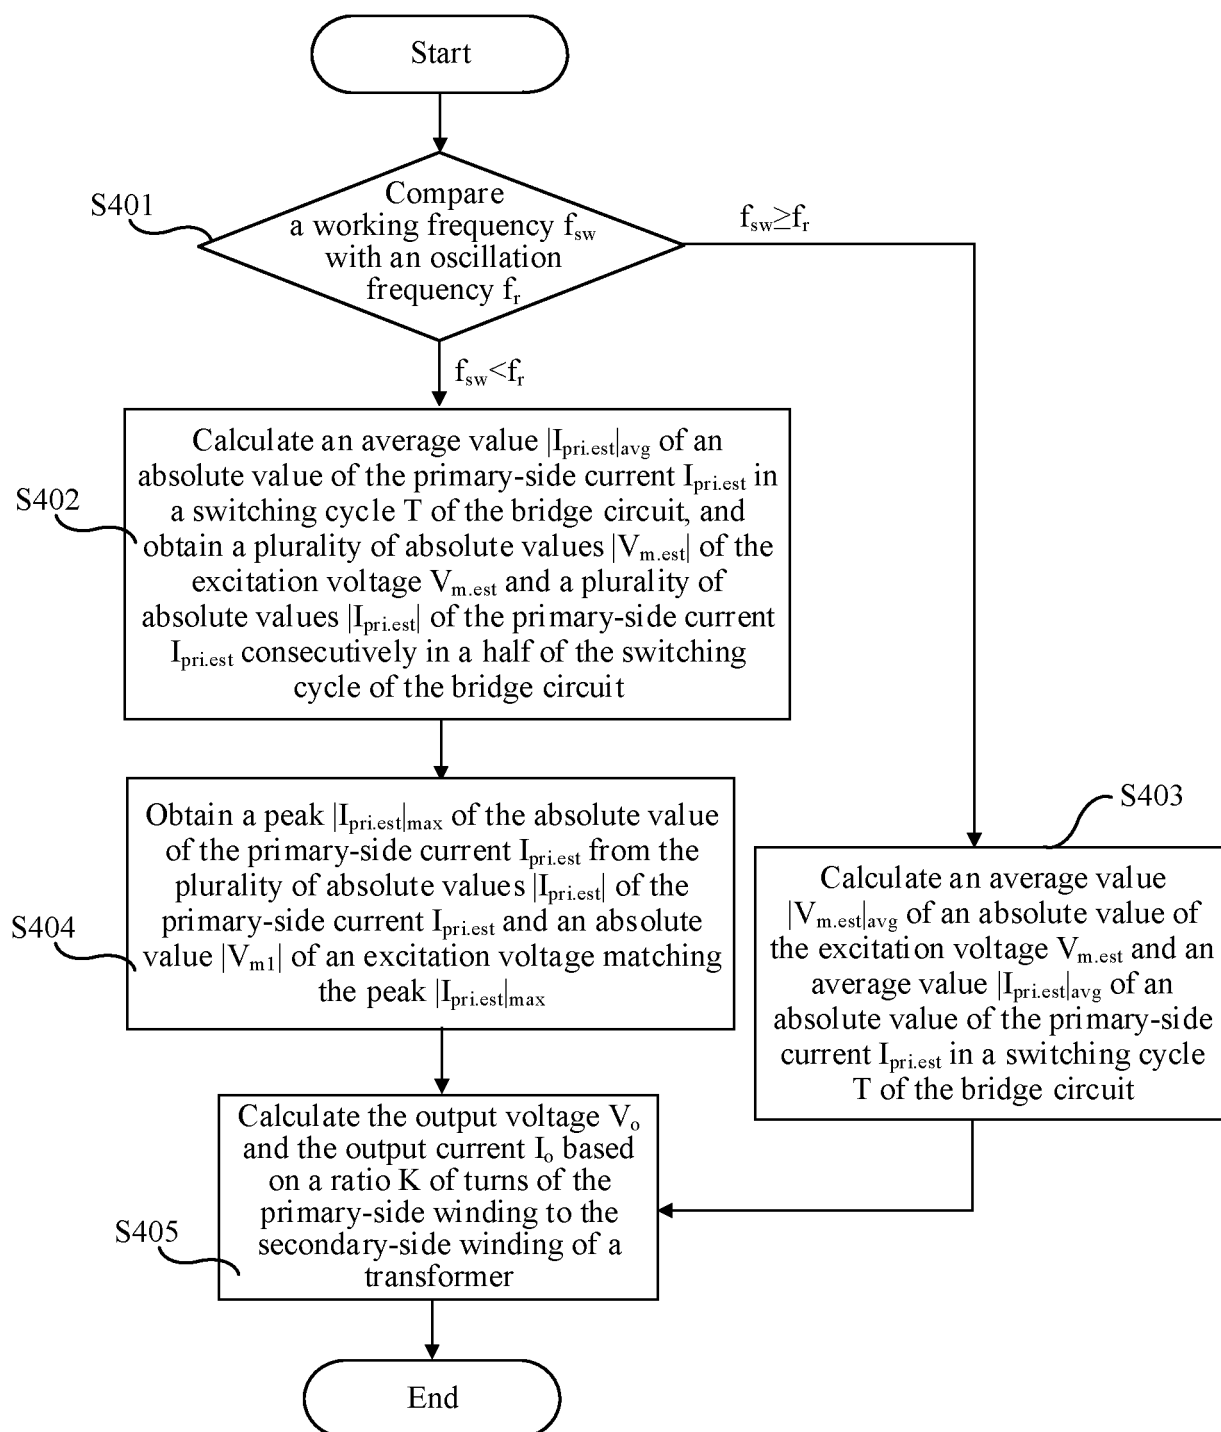 Start
S401
Compare
a working frequency fsw
with an oscillation
frequency fr
fsw≥fr
fsw<fr
S402
Calculate an average value |Ipri.est|avg of an
absolute value of the primary-side current Ipri.est in
a switching cycle T of the bridge circuit, and
obtain a plurality of absolute values |Vm.est| of the
excitation voltage Vm.est and a plurality of
absolute values |Ipri.est| of the primary-side current
Ipri.est consecutively in a half of the switching
cycle of the bridge circuit
S404
Obtain a peak |Ipri.est|max of the absolute value
of the primary-side current Ipri.est from the
plurality of absolute values |Ipri.est| of the
primary-side current Ipri.est and an absolute
value |Vm1| of an excitation voltage matching
the peak |Ipri.est|max
S403
Calculate an average value
|Vm.est|avg of an absolute value of
the excitation voltage Vm.est and an
average value |Ipri.est|avg of an
absolute value of the primary-side
current Ipri.est in a switching cycle
T of the bridge circuit
S405
Calculate the output voltage Vo
and the output current Io based
on a ratio K of turns of the
primary-side winding to the
secondary-side winding of a
transformer
End